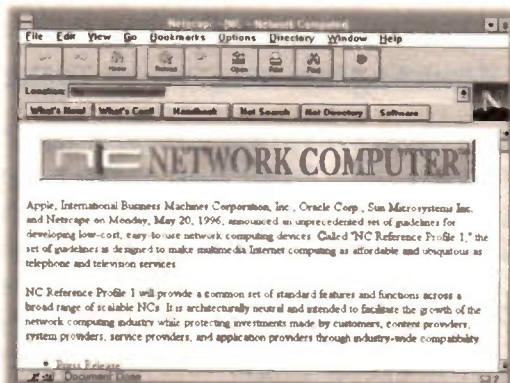 Netscape - [NC - Network Computer]
File Edit View Go Bookmarks Options Directory Window Help
Home Reload Open Print Find
Location:
What's New! What's Cool! Handbook Net Search Net Directory Software
N
nc NETWORK COMPUTER
Apple, International Business Machines Corporation, Inc., Oracle Corp., Sun Microsystems Inc.
and Netscape on Monday, May 20, 1996, announced an unprecedented set of guidelines for
developing low-cost, easy-to-use network computing devices. Called "NC Reference Profile 1," the
set of guidelines is designed to make multimedia Internet computing as affordable and ubiquitous as
telephone and television services.
NC Reference Profile 1 will provide a common set of standard features and functions across a
broad range of scalable NCs. It is architecturally neutral and intended to facilitate the growth of the
network computing industry while protecting investments made by customers, content providers,
system providers, service providers, and application providers through industry-wide compatibility.
• Press Release
Document Done